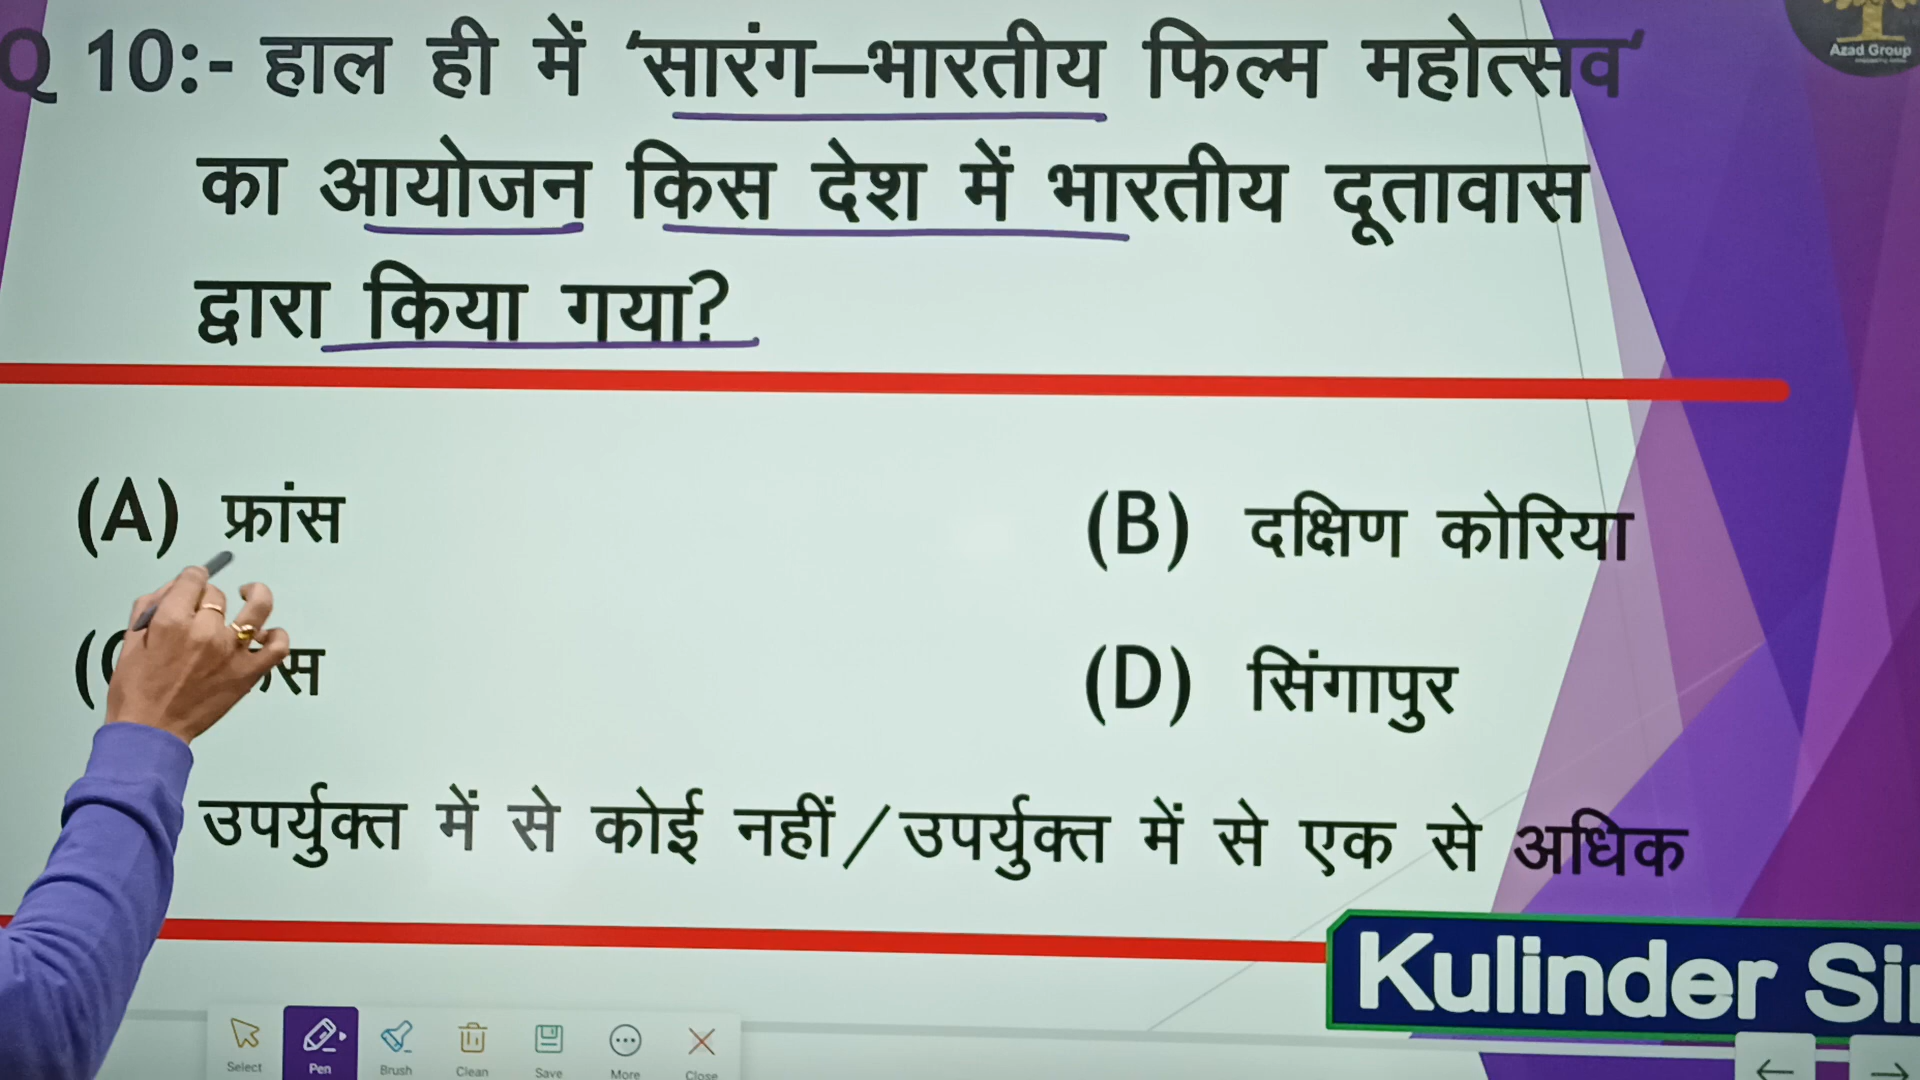 Q 10:- हाल ही में ‘सारंग–भारतीय फिल्म महोत्सव’
का आयोजन किस देश में भारतीय दूतावास
द्वारा किया गया?
(A) फ्रांस
(B) दक्षिण कोरिया
(D) सिंगापुर
उपर्युक्त में से कोई नहीं/उपर्युक्त में से एक से अधिक
Kulinder
Azad Group
Select Pen Brush Clean Save More Close